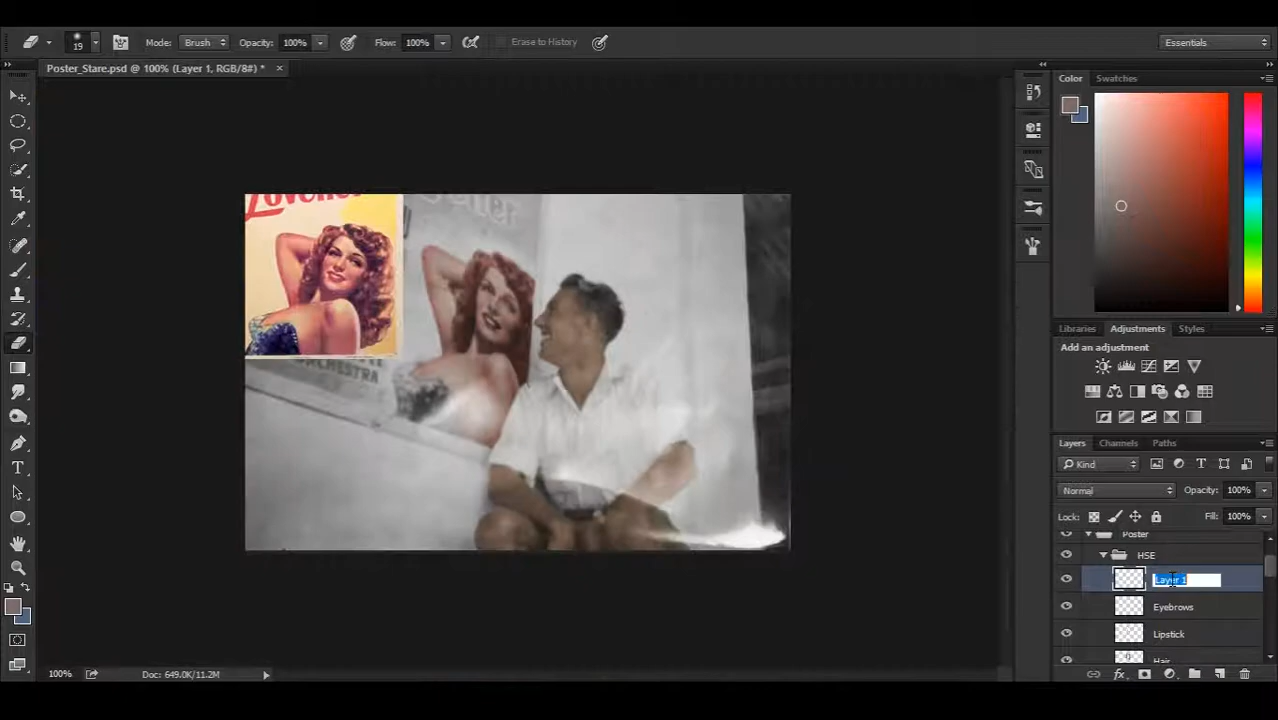 19
Mode: Brush Opacity: 100% Flow: 100% Erase to History Essentials
Poster_Stare.psd @ 100% (Layer 1, RGB/8#) * ×
Color Swatches
ORCHESTRA
Libraries Adjustments Styles
Add an adjustment
Layers Channels Paths
Kind
Normal Opacity: 100%
Lock: Fill: 100%
Poster
HSE
Layer 1
Eyebrows
Lipstick
Hair
100% Doc: 649.0K/11.2M